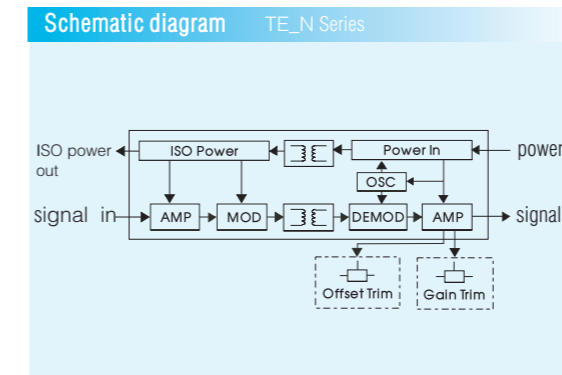 Schematic diagram TE_N Series
ISO power out
ISO Power
Power In
power
OSC
signal in
AMP
MOD
DEMOD
AMP
signal
Offset Trim
Gain Trim